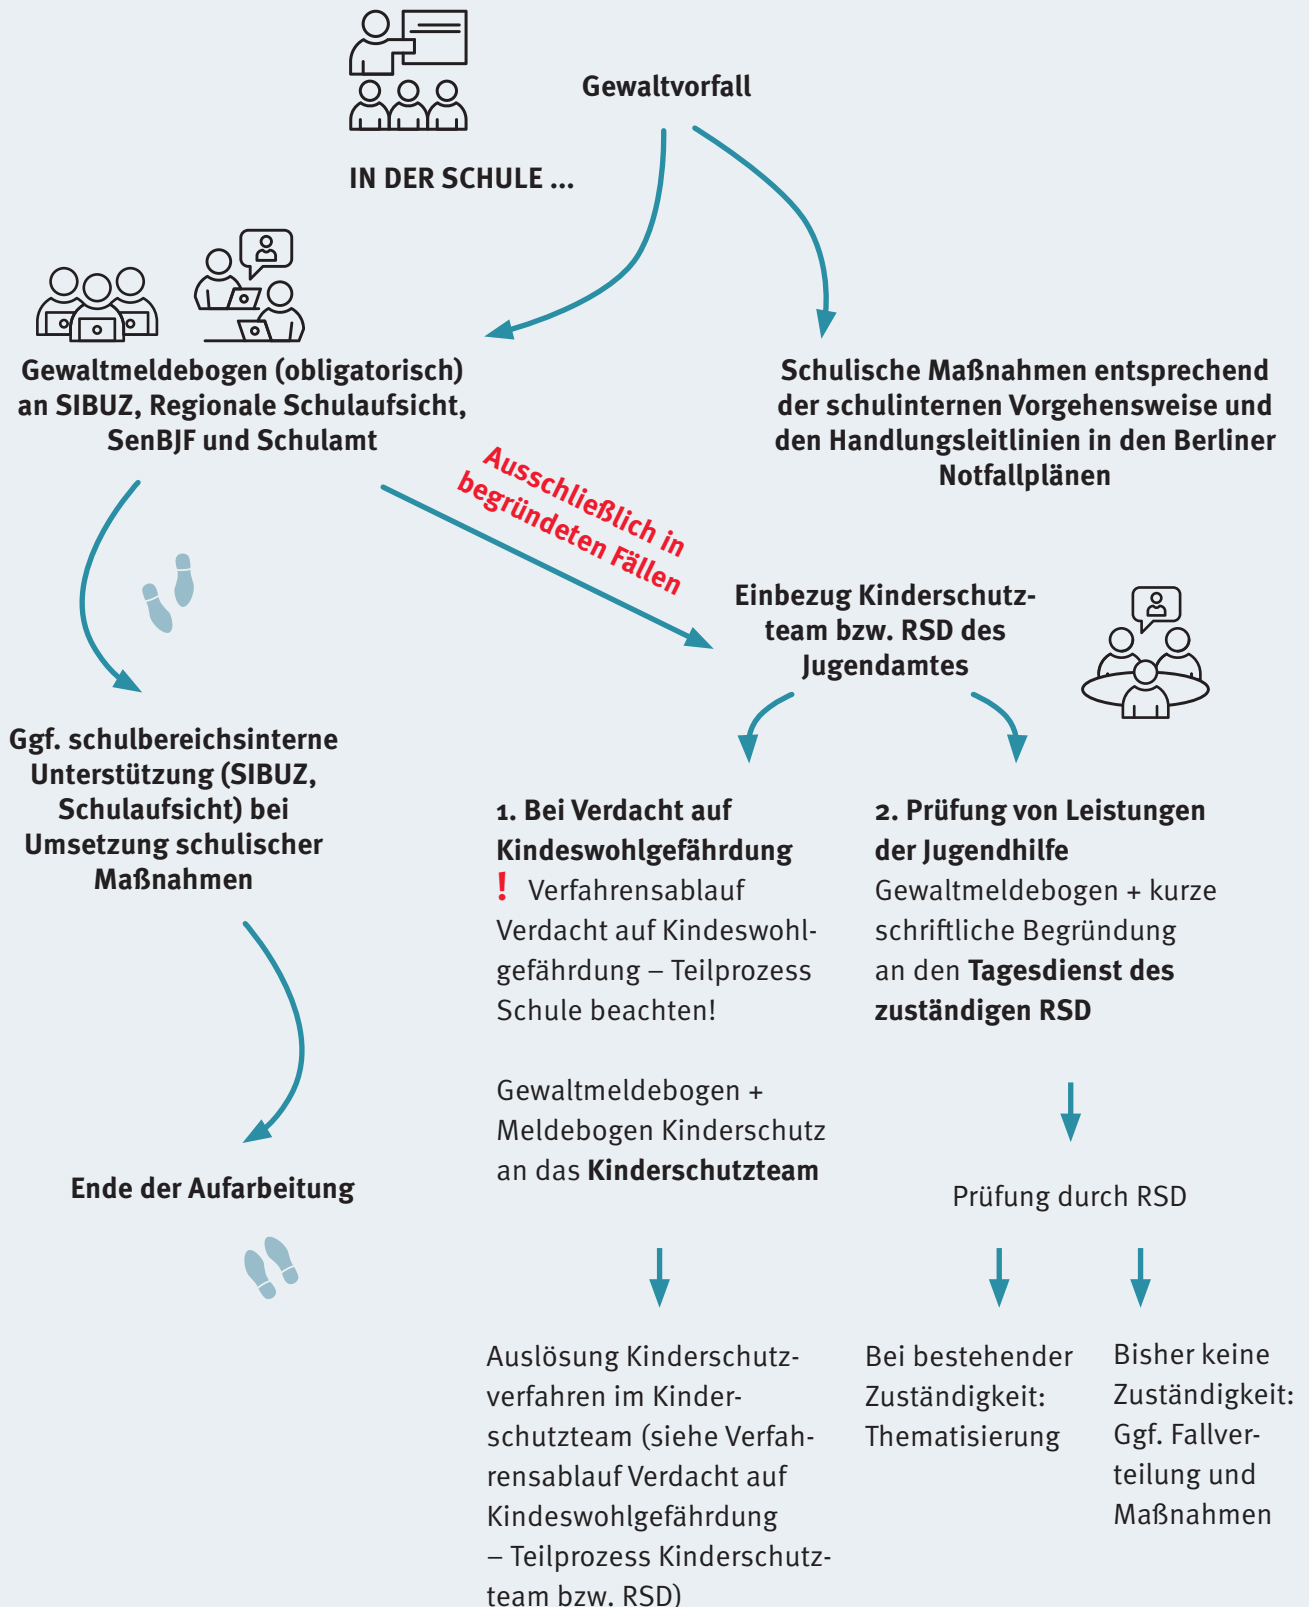 Gewaltvorfall
IN DER SCHULE ...
Gewaltmeldebogen (obligatorisch)
an SIBUZ, Regionale Schulaufsicht,
SenBJF und Schulamt
Schulische Maßnahmen entsprechend
der schulinternen Vorgehensweise und
den Handlungsleitlinien in den Berliner
Notfallplänen
Ausschließlich in
begründeten Fällen
Einbezug Kinderschutz-
team bzw. RSD des
Jugendamtes
Ggf. schulbereichsinterne
Unterstützung (SIBUZ,
Schulaufsicht) bei
Umsetzung schulischer
Maßnahmen
Ende der Aufarbeitung
1. Bei Verdacht auf
Kindeswohlgefährdung
! Verfahrensablauf
Verdacht auf Kindeswohl-
gefährdung – Teilprozess
Schule beachten!
Gewaltmeldebogen +
Meldebogen Kinderschutz
an das Kinderschutzteam
Auslösung Kinderschutz-
verfahren im Kinder-
schutzteam (siehe Verfah-
rensablauf Verdacht auf
Kindeswohlgefährdung
– Teilprozess Kinderschutz-
team bzw. RSD)
2. Prüfung von Leistungen
der Jugendhilfe
Gewaltmeldebogen + kurze
schriftliche Begründung
an den Tagesdienst des
zuständigen RSD
Prüfung durch RSD
Bei bestehender
Zuständigkeit:
Thematisierung
Bisher keine
Zuständigkeit:
Ggf. Fallver-
teilung und
Maßnahmen